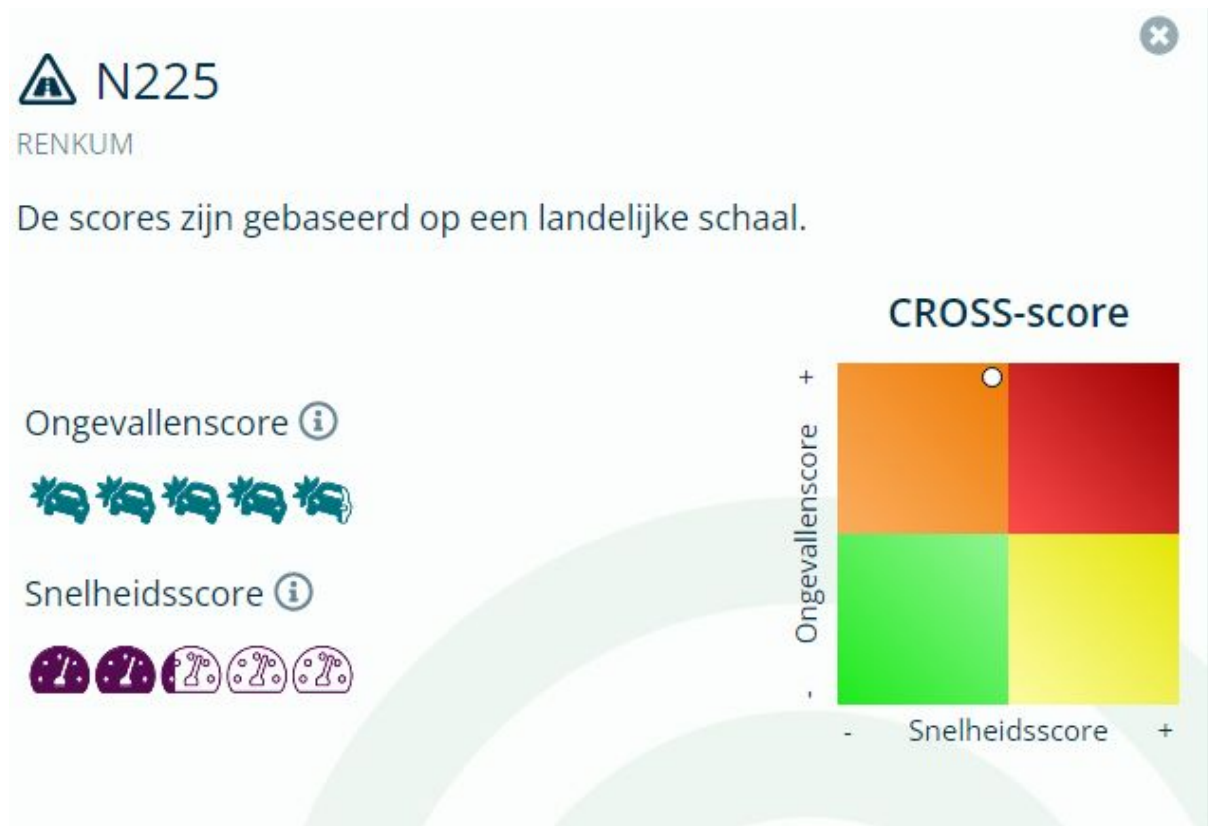 N225
RENKUM
De scores zijn gebaseerd op een landelijke schaal.
CROSS-score
Ongevallenscore
Snelheidsscore
+
Ongevallenscore
-
- Snelheidsscore +